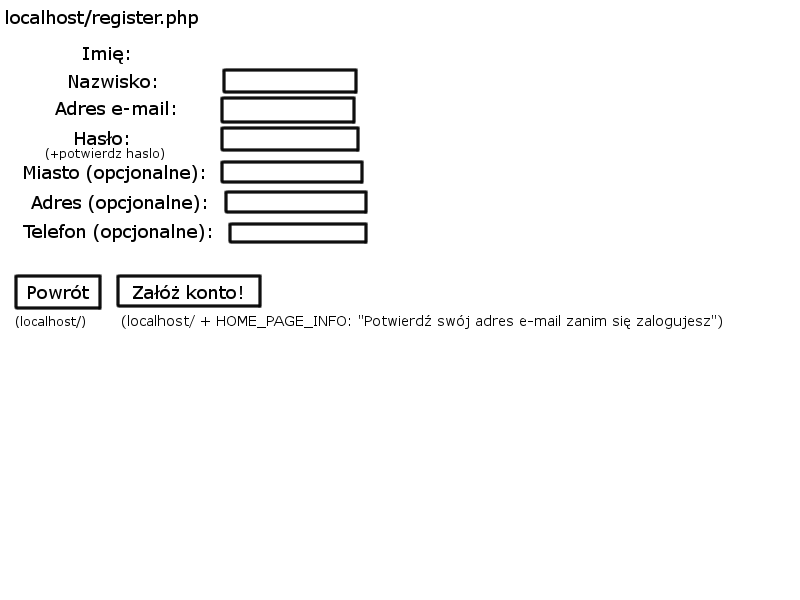 localhost/register.php
Imię:
Nazwisko:
Adres e-mail:
Hasło:
(+potwierdz haslo)
Miasto (opcjonalne):
Adres (opcjonalne):
Telefon (opcjonalne):
Powrót Załóż konto!
(localhost/) (localhost/ + HOME_PAGE_INFO: "Potwierdź swój adres e-mail zanim się zalogujesz")